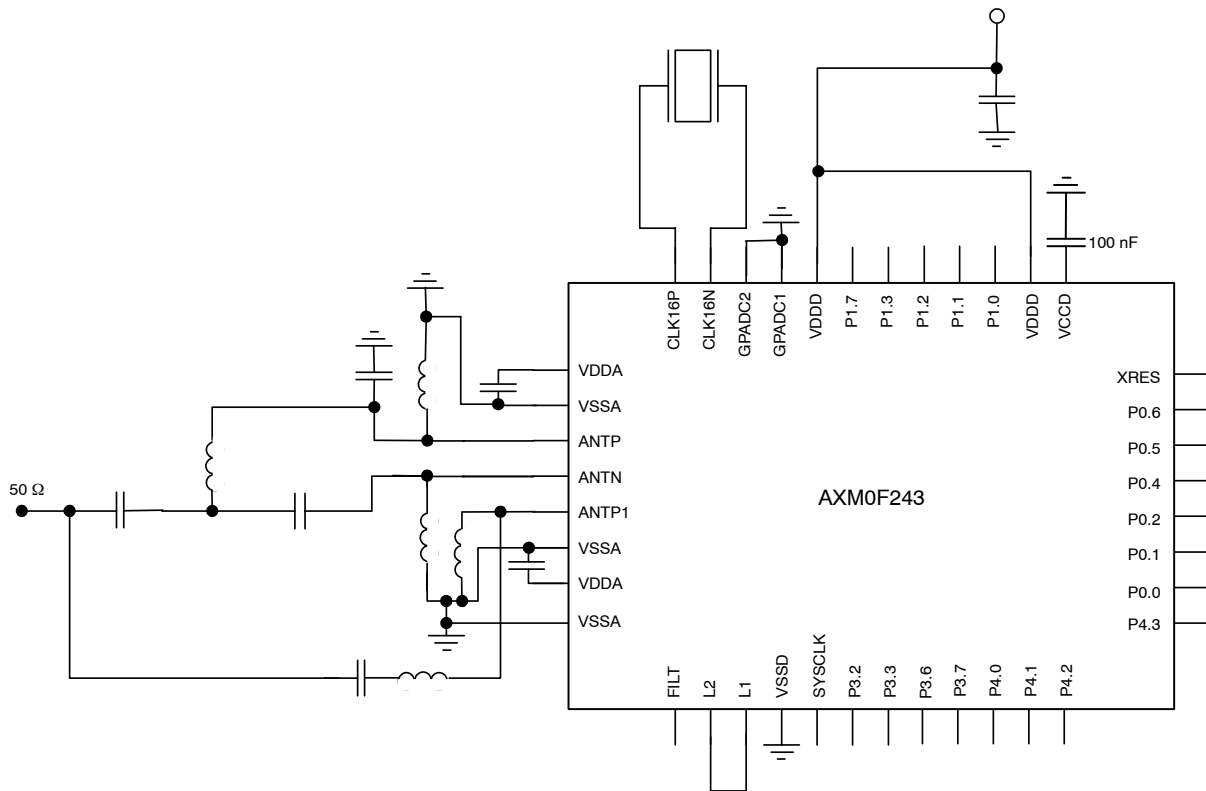 100 nF
CLK16P
CLK16N
GPADC2
GPADC1
VDDD
P1.7
P1.3
P1.2
P1.1
P1.0
VDDD
VCCD
VDDA
VSSA
ANTP
ANTN
ANTP1
VSSA
VDDA
VSSA
50 Ω
AXM0F243
XRES
P0.6
P0.5
P0.4
P0.2
P0.1
P0.0
P4.3
FILT
L2
L1
VSSD
SYSCLK
P3.2
P3.3
P3.6
P3.7
P4.0
P4.1
P4.2